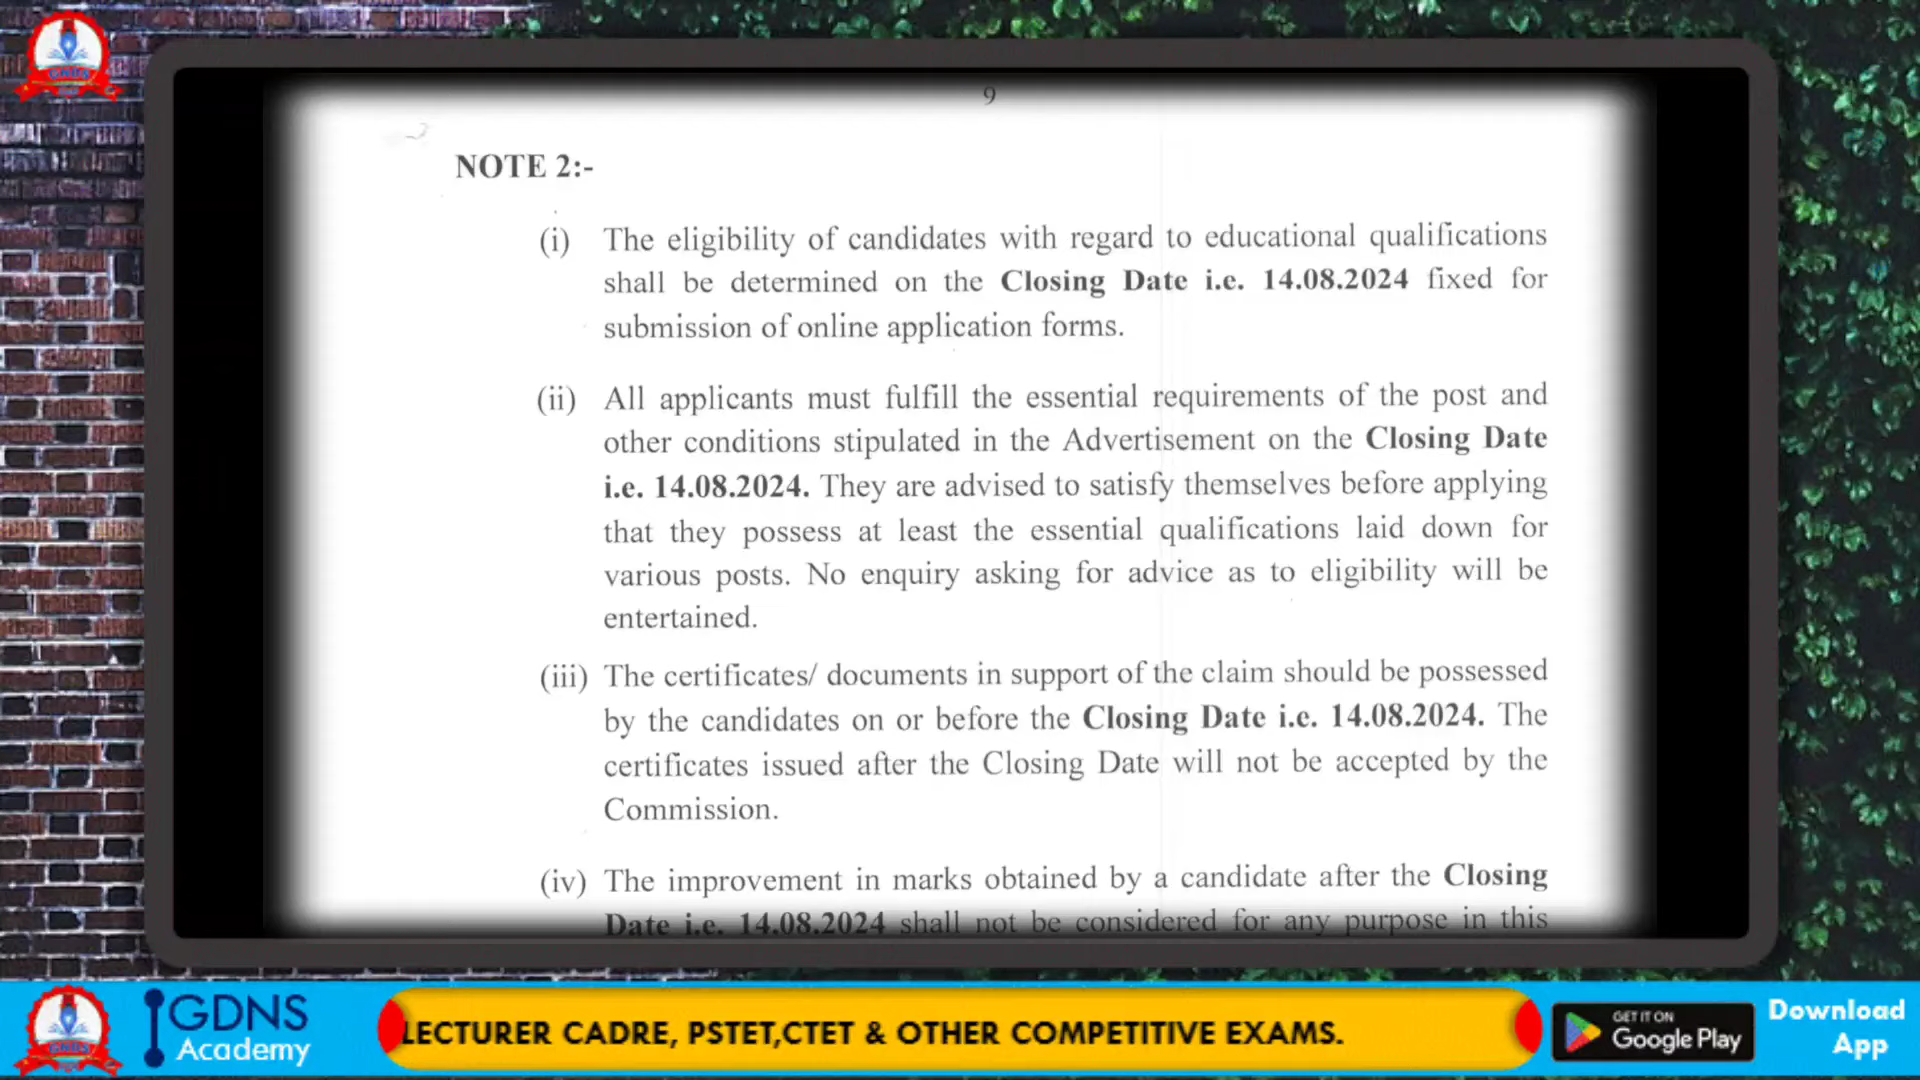 9
NOTE 2:-
(i) The eligibility of candidates with regard to educational qualifications
shall be determined on the Closing Date i.e. 14.08.2024 fixed for
submission of online application forms.
(ii) All applicants must fulfill the essential requirements of the post and
other conditions stipulated in the Advertisement on the Closing Date
i.e. 14.08.2024. They are advised to satisfy themselves before applying
that they possess at least the essential qualifications laid down for
various posts. No enquiry asking for advice as to eligibility will be
entertained.
(iii) The certificates/ documents in support of the claim should be possessed
by the candidates on or before the Closing Date i.e. 14.08.2024. The
certificates issued after the Closing Date will not be accepted by the
Commission.
(iv) The improvement in marks obtained by a candidate after the Closing
Date i.e. 14.08.2024 shall not be considered for any purpose in this
GDNS
Academy
LECTURER CADRE, PSTET,CTET & OTHER COMPETITIVE EXAMS.
GET IT ON
Google Play
Download
App